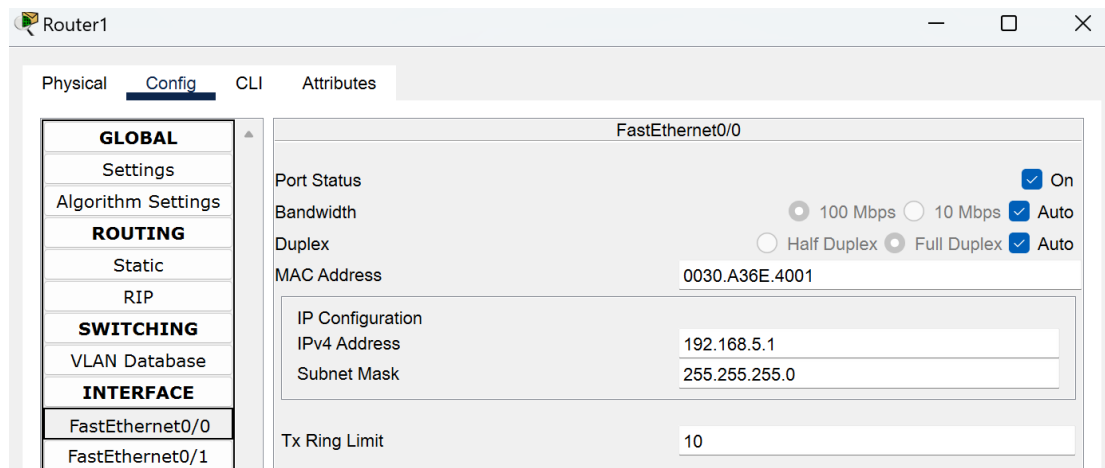 Router1
Physical Config CLI Attributes
GLOBAL
Settings
Algorithm Settings
ROUTING
Static
RIP
SWITCHING
VLAN Database
INTERFACE
FastEthernet0/0
FastEthernet0/1
FastEthernet0/0
Port Status On
Bandwidth 100 Mbps 10 Mbps Auto
Duplex Half Duplex Full Duplex Auto
MAC Address 0030.A36E.4001
IP Configuration
IPv4 Address 192.168.5.1
Subnet Mask 255.255.255.0
Tx Ring Limit 10